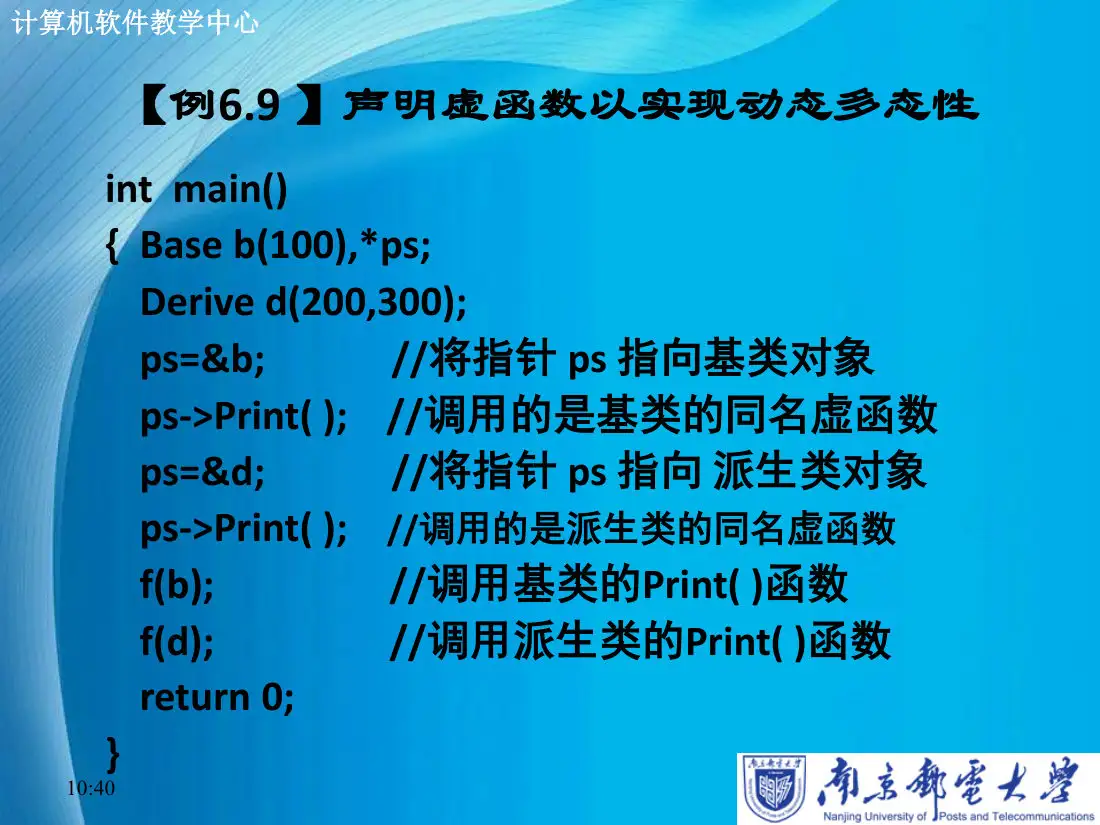 计算机软件教学中心
【例6.9 】声明虚函数以实现动态多态性
int main()
{ Base b(100),*ps;
Derive d(200,300);
ps=&b; //将指针 ps 指向基类对象
ps->Print( ); //调用的是基类的同名虚函数
ps=&d; //将指针 ps 指向 派生类对象
ps->Print( ); //调用的是派生类的同名虚函数
f(b); //调用基类的Print( )函数
f(d); //调用派生类的Print( )函数
return 0;
}
10:40
南京邮电大学
Nanjing University of Posts and Telecommunications